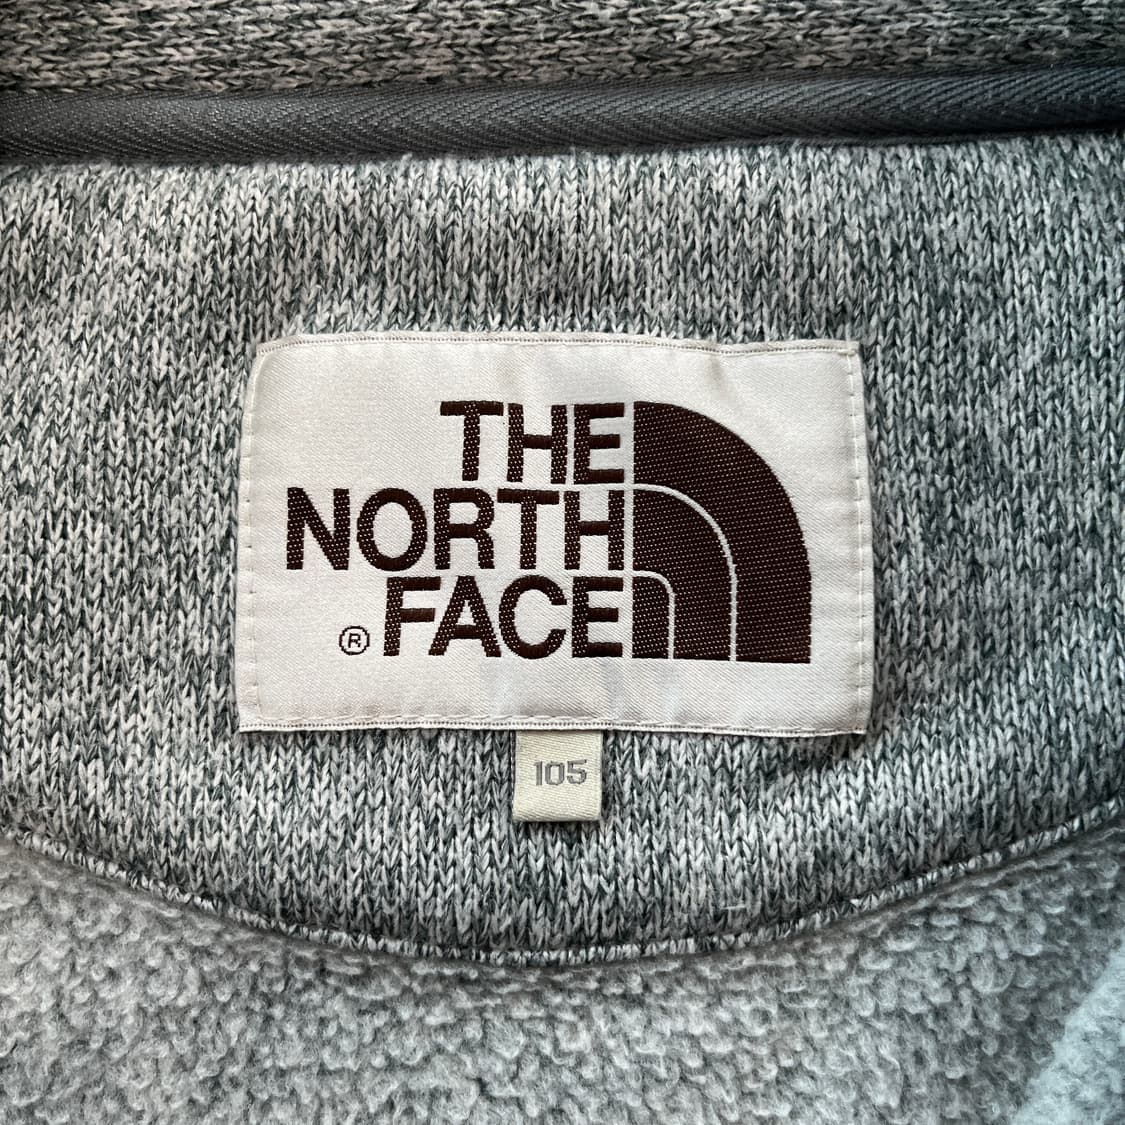 THE
NORTH
® FACE
105